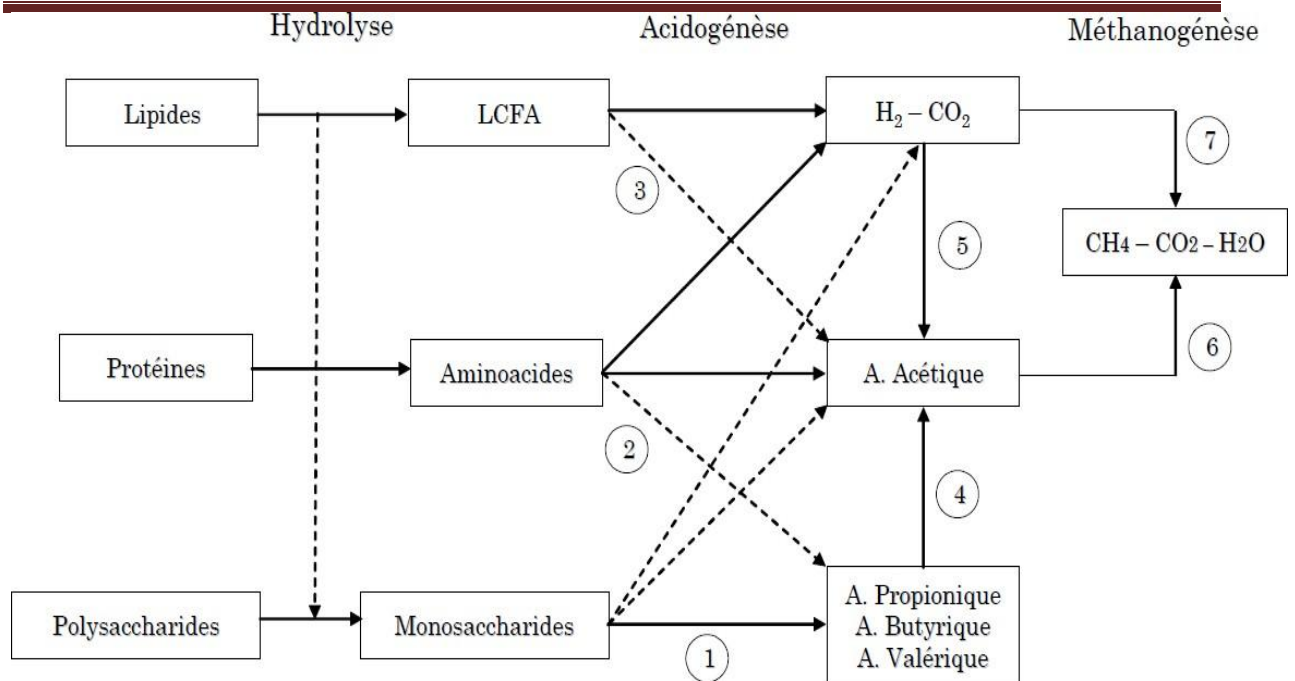 Hydrolyse
Acidogénèse
Méthanogénèse
Lipides
LCFA
H₂ – CO₂
7
3
CH4 – CO2 – H2O
5
Protéines
Aminoacides
A. Acétique
6
2
4
Polysaccharides
Monosaccharides
A. Propionique
A. Butyrique
A. Valérique
1